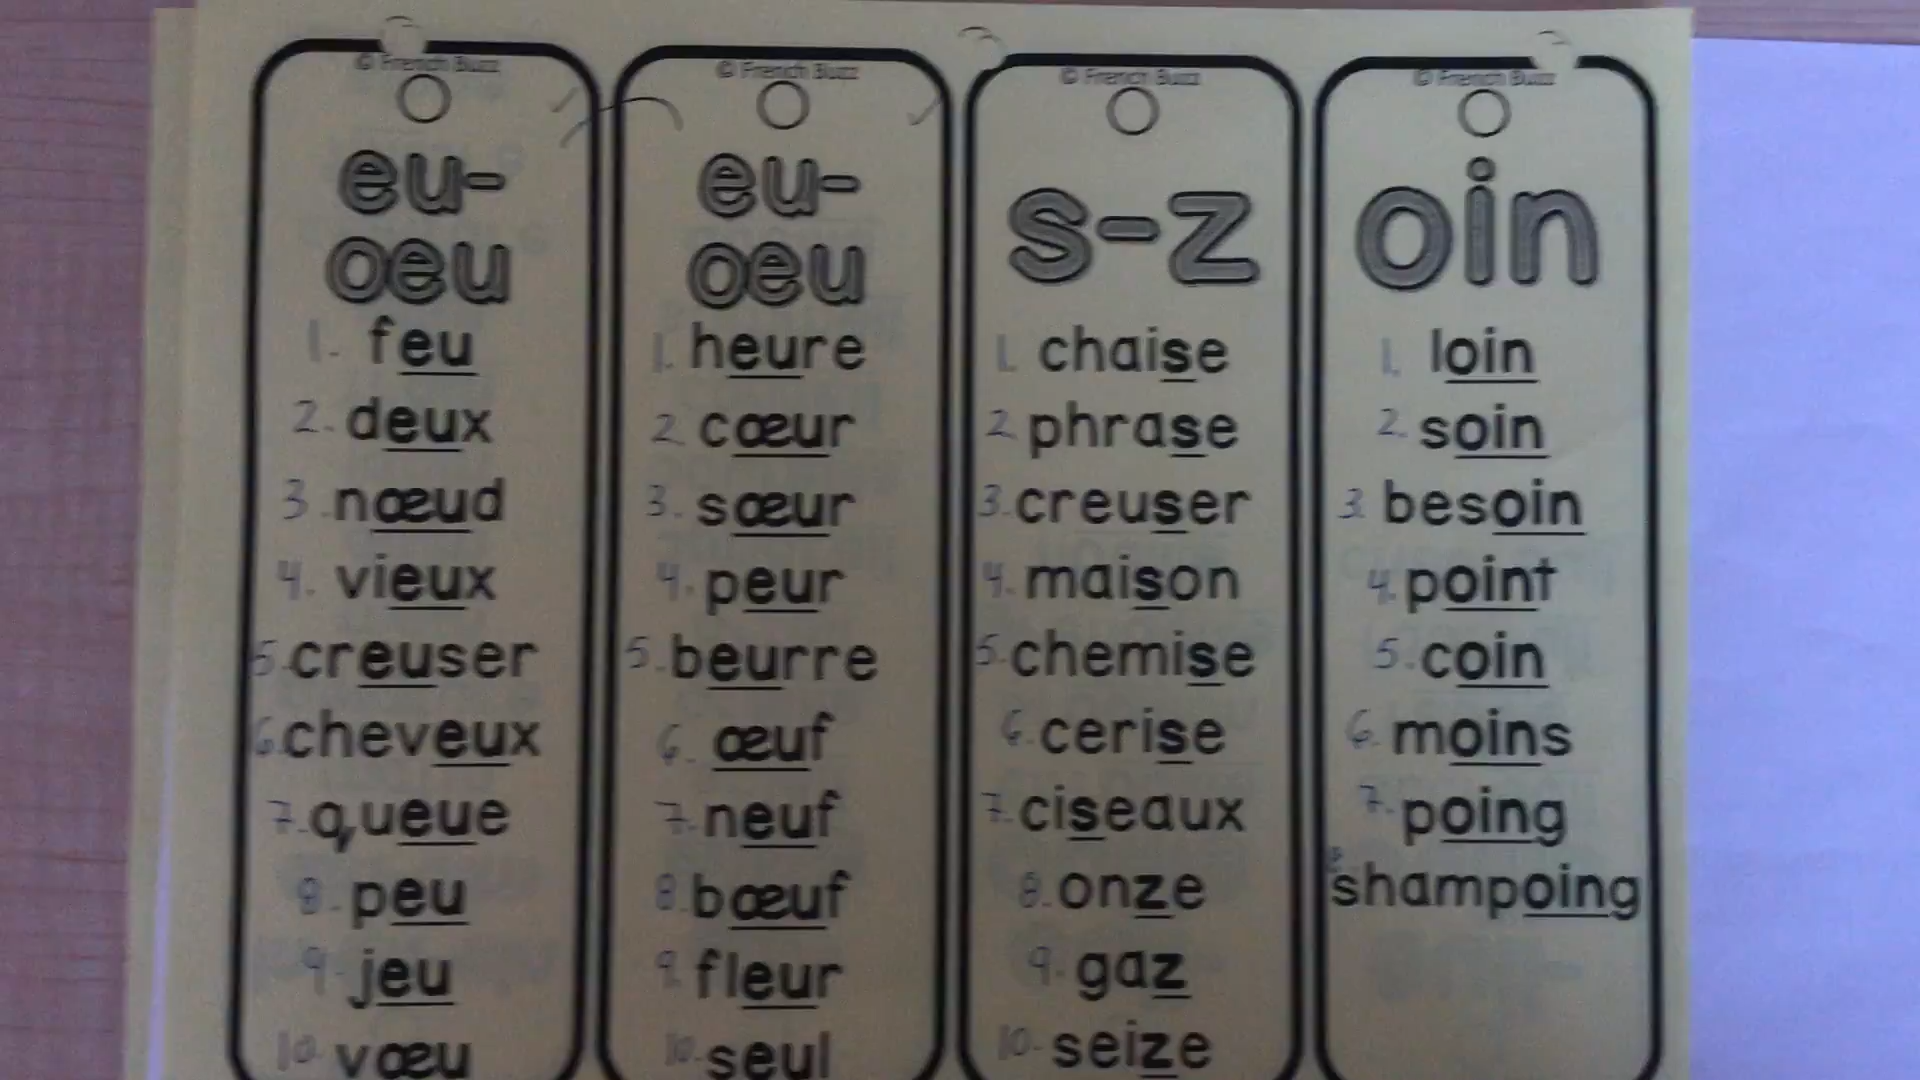 © French Buzz
eu-
oeu
1. feu
2. deux
3. nœud
4. vieux
5. creuser
6. cheveux
7. queue
8. peu
9. jeu
10. vœu
© French Buzz
eu-
oeu
1. heure
2 cœur
3. sœur
4. peur
5. beurre
6. œuf
7. neuf
8. bœuf
9. fleur
10. seul
© French Buzz
s-z
1. chaise
2 phrase
3. creuser
4. maison
5. chemise
6. cerise
7. ciseaux
8. onze
9. gaz
10. seize
© French Buzz
oin
1. loin
2. soin
3. besoin
4. point
5. coin
6. moins
7. poing
8 shampoing